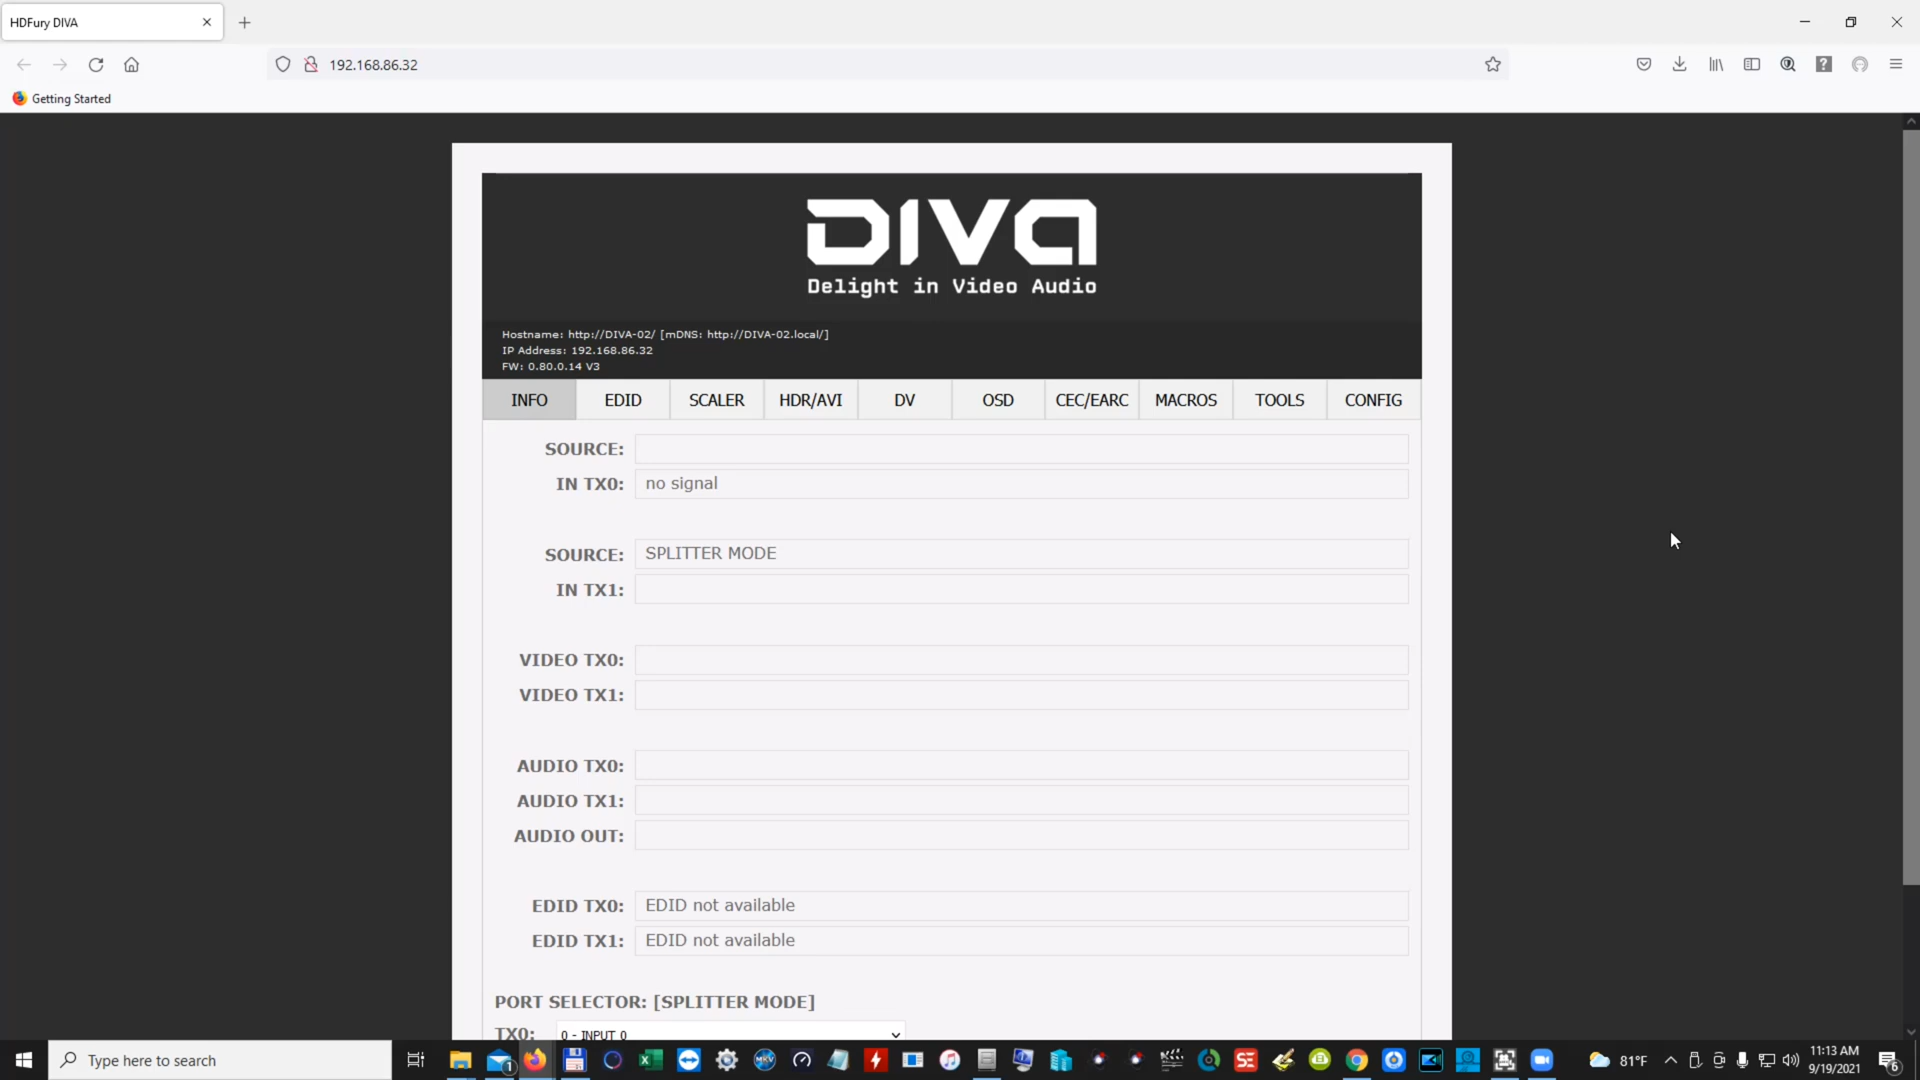 HDFury DIVA
192.168.86.32
Getting Started
DIVA
Delight in Video Audio
Hostname: http://DIVA-02/ [mDNS: http://DIVA-02.local/]
IP Address: 192.168.86.32
FW: 0.80.0.14 V3
INFO EDID SCALER HDR/AVI DV OSD CEC/EARC MACROS TOOLS CONFIG
SOURCE:
IN TX0: no signal
SOURCE: SPLITTER MODE
IN TX1:
VIDEO TX0:
VIDEO TX1:
AUDIO TX0:
AUDIO TX1:
AUDIO OUT:
EDID TX0: EDID not available
EDID TX1: EDID not available
PORT SELECTOR: [SPLITTER MODE]
TX0: 0 - INPUT 0
Type here to search
1
MKV
SE
81°F
11:13 AM
9/19/2021
6